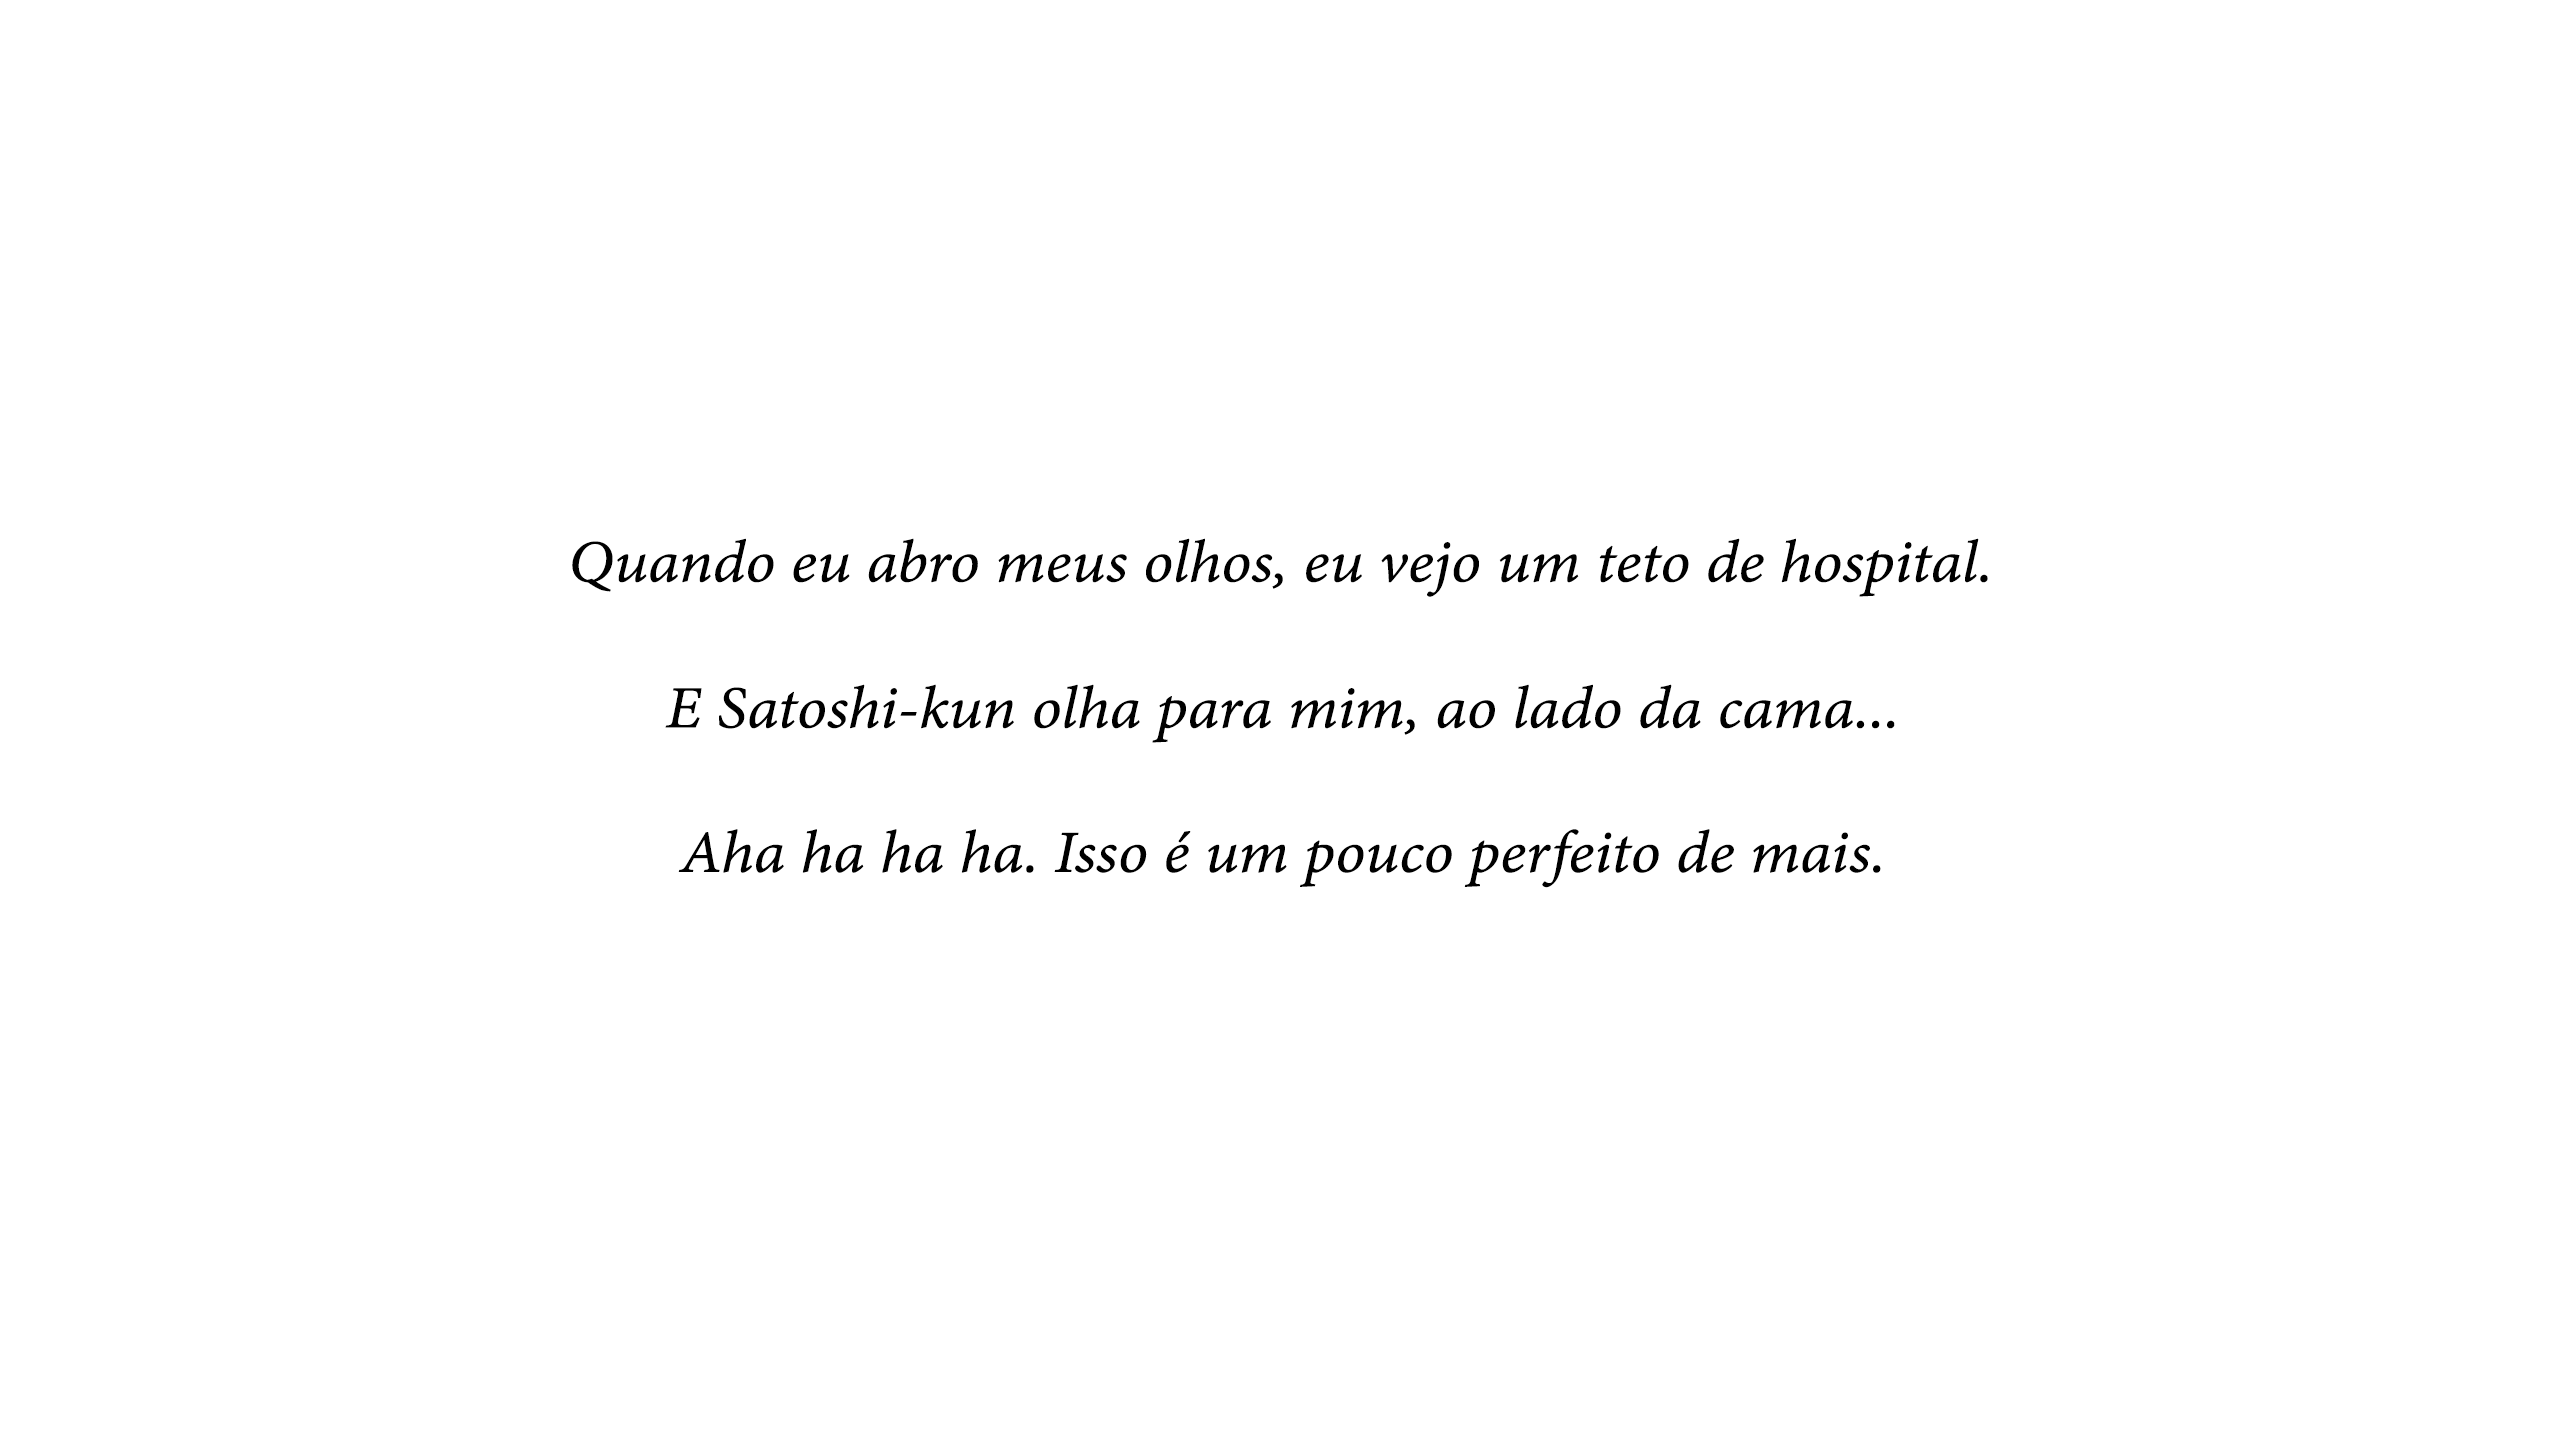 Quando eu abro meus olhos, eu vejo um teto de hospital.
E Satoshi-kun olha para mim, ao lado da cama...
Aha ha ha ha. Isso é um pouco perfeito de mais.